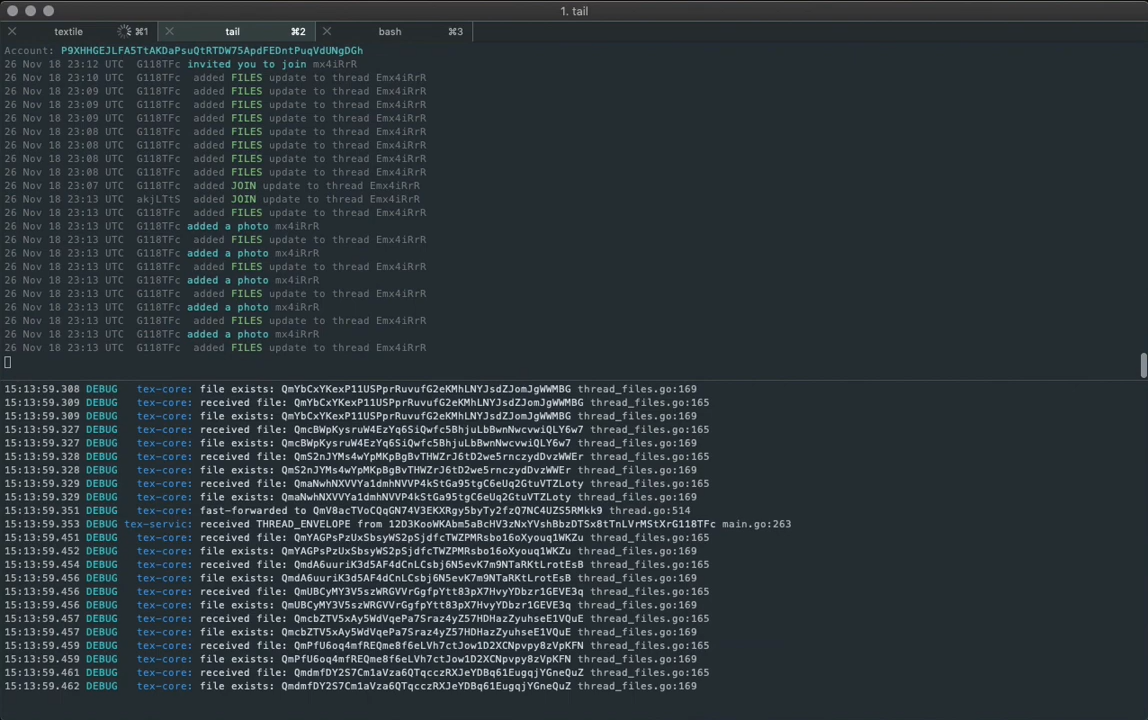 1. tail
textile ⌘1 tail ⌘2 bash ⌘3
Account: P9XHHGEJLFA5TtAKDaPsuQtRTDW75ApdFEDntPuqVdUNgDGh
26 Nov 18 23:12 UTC G118TFc invited you to join mx4iRrR
26 Nov 18 23:10 UTC G118TFc added FILES update to thread Emx4iRrR
26 Nov 18 23:09 UTC G118TFc added FILES update to thread Emx4iRrR
26 Nov 18 23:09 UTC G118TFc added FILES update to thread Emx4iRrR
26 Nov 18 23:09 UTC G118TFc added FILES update to thread Emx4iRrR
26 Nov 18 23:08 UTC G118TFc added FILES update to thread Emx4iRrR
26 Nov 18 23:08 UTC G118TFc added FILES update to thread Emx4iRrR
26 Nov 18 23:08 UTC G118TFc added FILES update to thread Emx4iRrR
26 Nov 18 23:08 UTC G118TFc added FILES update to thread Emx4iRrR
26 Nov 18 23:07 UTC G118TFc added JOIN update to thread Emx4iRrR
26 Nov 18 23:13 UTC akjLTtS added JOIN update to thread Emx4iRrR
26 Nov 18 23:13 UTC G118TFc added FILES update to thread Emx4iRrR
26 Nov 18 23:13 UTC G118TFc added a photo mx4iRrR
26 Nov 18 23:13 UTC G118TFc added FILES update to thread Emx4iRrR
26 Nov 18 23:13 UTC G118TFc added a photo mx4iRrR
26 Nov 18 23:13 UTC G118TFc added FILES update to thread Emx4iRrR
26 Nov 18 23:13 UTC G118TFc added a photo mx4iRrR
26 Nov 18 23:13 UTC G118TFc added FILES update to thread Emx4iRrR
26 Nov 18 23:13 UTC G118TFc added a photo mx4iRrR
26 Nov 18 23:13 UTC G118TFc added FILES update to thread Emx4iRrR
26 Nov 18 23:13 UTC G118TFc added a photo mx4iRrR
26 Nov 18 23:13 UTC G118TFc added FILES update to thread Emx4iRrR
15:13:59.308 DEBUG tex-core: file exists: QmYbCxYKexP11USPprRuvufG2eKMhLNYJsdZJomJgWWMBG thread_files.go:169
15:13:59.309 DEBUG tex-core: received file: QmYbCxYKexP11USPprRuvufG2eKMhLNYJsdZJomJgWWMBG thread_files.go:165
15:13:59.309 DEBUG tex-core: file exists: QmYbCxYKexP11USPprRuvufG2eKMhLNYJsdZJomJgWWMBG thread_files.go:169
15:13:59.327 DEBUG tex-core: received file: QmcBWpKysruW4EzYq6SiQwfc5BhjuLbBwnNwcvwiQLY6w7 thread_files.go:165
15:13:59.327 DEBUG tex-core: file exists: QmcBWpKysruW4EzYq6SiQwfc5BhjuLbBwnNwcvwiQLY6w7 thread_files.go:169
15:13:59.328 DEBUG tex-core: received file: QmS2nJYMs4wYpMKpBgBvTHWZrJ6tD2we5rnczydDvzWWEr thread_files.go:165
15:13:59.328 DEBUG tex-core: file exists: QmS2nJYMs4wYpMKpBgBvTHWZrJ6tD2we5rnczydDvzWWEr thread_files.go:169
15:13:59.329 DEBUG tex-core: received file: QmaNwhNXVVYa1dmhNVVP4kStGa95tgC6eUq2GtuVTZLoty thread_files.go:165
15:13:59.329 DEBUG tex-core: file exists: QmaNwhNXVVYa1dmhNVVP4kStGa95tgC6eUq2GtuVTZLoty thread_files.go:169
15:13:59.351 DEBUG tex-core: fast-forwarded to QmV8acTVoCQqGN74V3EKXRgy5byTy2fzQ7NC4UZS5RMkk9 thread.go:514
15:13:59.353 DEBUG tex-servic: received THREAD_ENVELOPE from 12D3KooWKAbm5aBcHV3zNxYVshBbzDTSx8tTnLVrMStXrG118TFc main.go:263
15:13:59.451 DEBUG tex-core: received file: QmYAGPsPzUxSbsyWS2pSjdfcTWZPMRsbo16oXyouq1WKZu thread_files.go:165
15:13:59.452 DEBUG tex-core: file exists: QmYAGPsPzUxSbsyWS2pSjdfcTWZPMRsbo16oXyouq1WKZu thread_files.go:169
15:13:59.454 DEBUG tex-core: received file: QmdA6uuriK3d5AF4dCnLCsbj6N5evK7m9NTaRKtLrotEsB thread_files.go:165
15:13:59.456 DEBUG tex-core: file exists: QmdA6uuriK3d5AF4dCnLCsbj6N5evK7m9NTaRKtLrotEsB thread_files.go:169
15:13:59.456 DEBUG tex-core: received file: QmUBCyMY3V5szWRGVVrGgfpYtt83pX7HvyYDbzr1GEVE3q thread_files.go:165
15:13:59.456 DEBUG tex-core: file exists: QmUBCyMY3V5szWRGVVrGgfpYtt83pX7HvyYDbzr1GEVE3q thread_files.go:169
15:13:59.457 DEBUG tex-core: received file: QmcbZTV5xAy5WdVqePa7Sraz4yZ57HDHazZyuhseE1VQuE thread_files.go:165
15:13:59.457 DEBUG tex-core: file exists: QmcbZTV5xAy5WdVqePa7Sraz4yZ57HDHazZyuhseE1VQuE thread_files.go:169
15:13:59.459 DEBUG tex-core: received file: QmPfU6oq4mfREQme8f6eLVh7ctJow1D2XCNpvpy8zVpKFN thread_files.go:165
15:13:59.459 DEBUG tex-core: file exists: QmPfU6oq4mfREQme8f6eLVh7ctJow1D2XCNpvpy8zVpKFN thread_files.go:169
15:13:59.461 DEBUG tex-core: received file: QmdmfDY2S7Cm1aVza6QTqcczRXJeYDBq61EugqjYGneQuZ thread_files.go:165
15:13:59.462 DEBUG tex-core: file exists: QmdmfDY2S7Cm1aVza6QTqcczRXJeYDBq61EugqjYGneQuZ thread_files.go:169